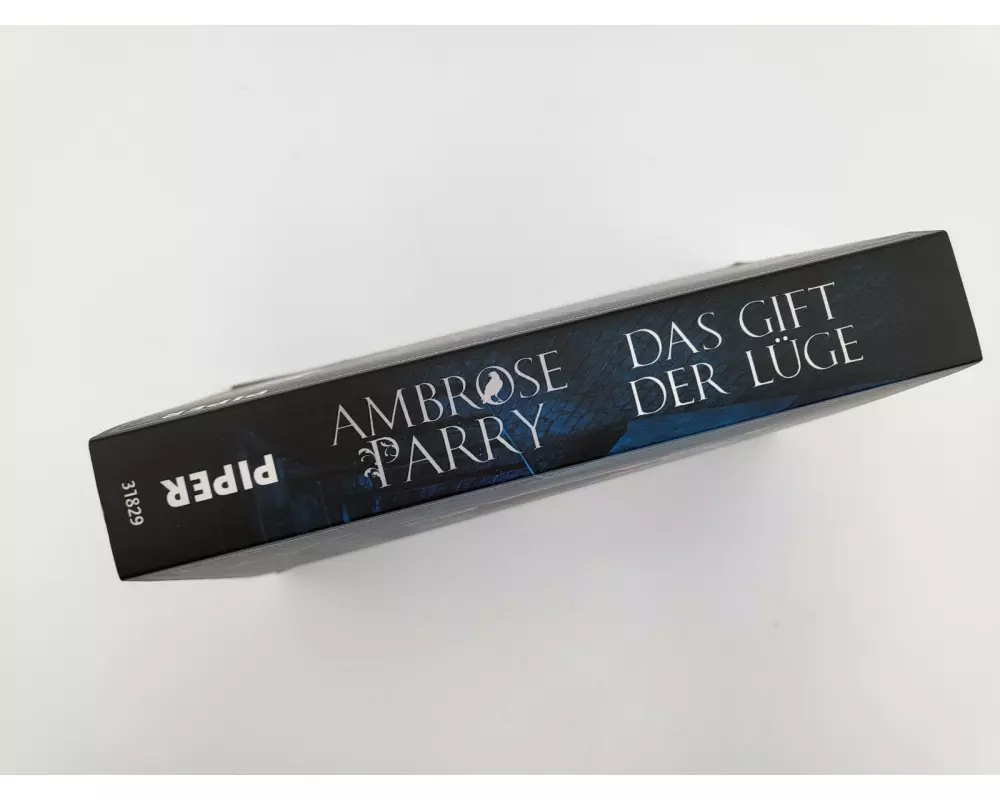 AMBROSE
PARRY
DAS GIFT
DER LÜGE
PIPER
31829